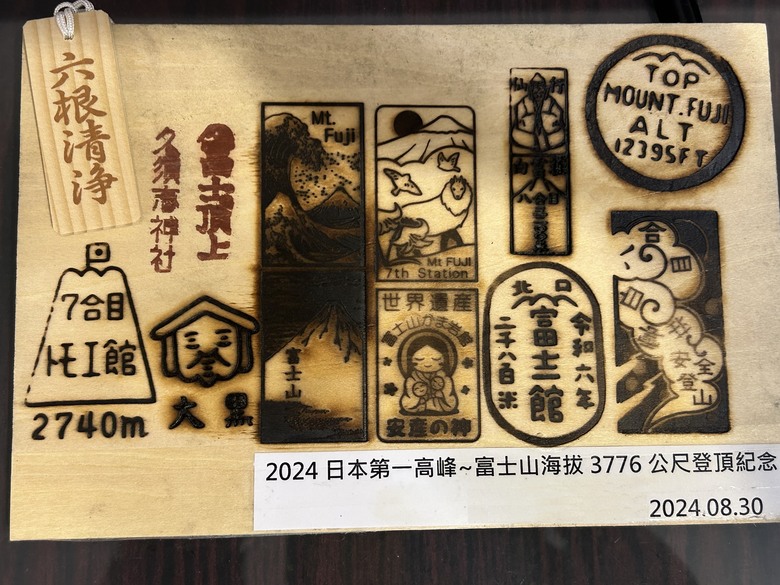 六根清浄
富士頂上
久須志神社
7合目
トモエ館
2740m
大黒
Mt.
Fuji
富士山
Mt FUJI
7th Station
世界遺産
安産の神
TOP
MOUNT.FUJI
ALT
12395FT
北口
富士館
令和六年
二千八百米
合目
安全
登山
2024 日本第一高峰~富士山海拔 3776 公尺登頂紀念
2024.08.30